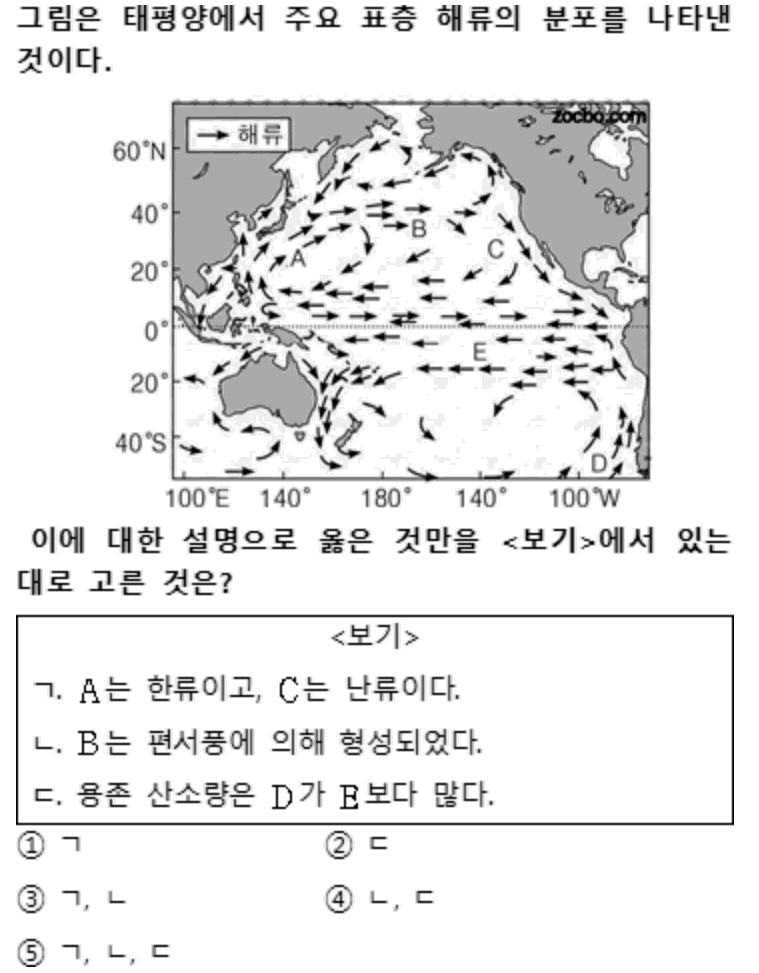 그림은 태평양에서 주요 표층 해류의 분포를 나타낸
것이다.
zocbo.com
→ 해류
60°N
40°
20°
0°
20°
40°S
A
B
C
E
D
100°E 140° 180° 140° 100°W
이에 대한 설명으로 옳은 것만을 <보기>에서 있는
대로 고른 것은?
<보기>
ㄱ. A는 한류이고, C는 난류이다.
ㄴ. B는 편서풍에 의해 형성되었다.
ㄷ. 용존 산소량은 D가 E보다 많다.
① ㄱ ② ㄷ
③ ㄱ, ㄴ ④ ㄴ, ㄷ
⑤ ㄱ, ㄴ, ㄷ